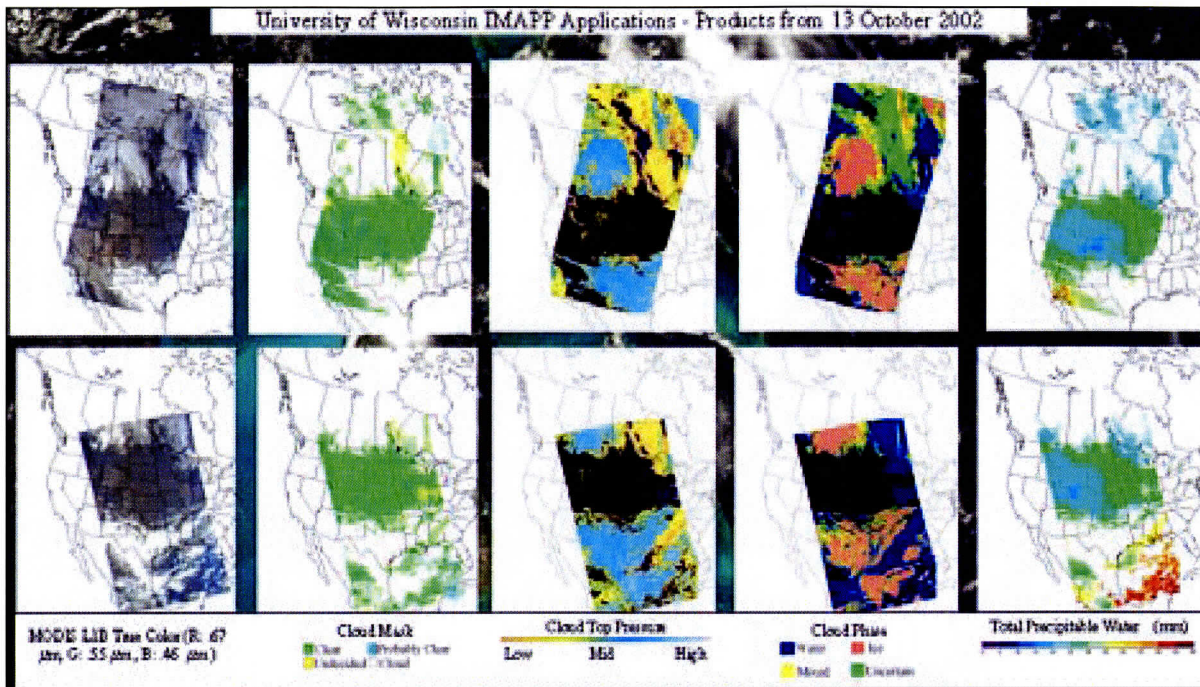 University of Wisconsin IMAPP Applications - Products from 13 October 2002
MODIS L1B True Color (R: .67
μm, G: .55 μm, B: .46 μm)
Cloud Mask
Clear Probably Clear
Undecided Cloud
Cloud Top Pressure
Low Mid High
Cloud Phase
Water Ice
Mixed Uncertain
Total Precipitable Water (mm)